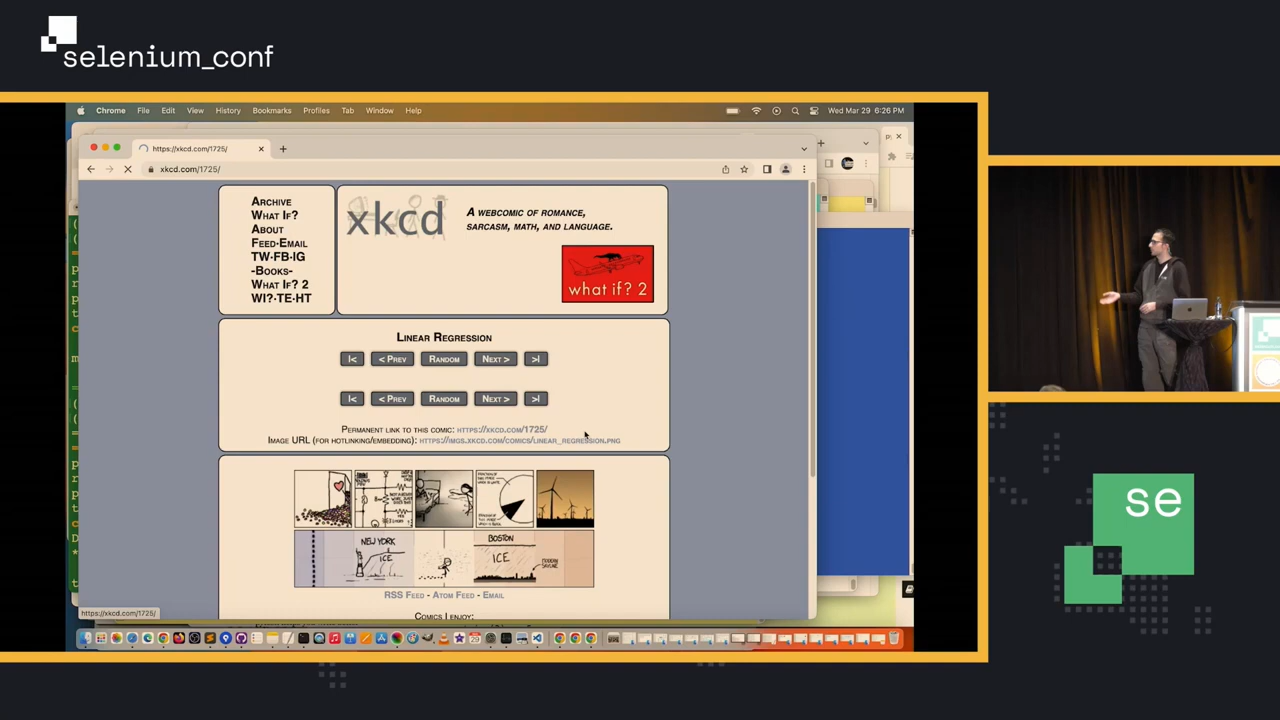 selenium_conf
Chrome File Edit View History Bookmarks Profiles Tab Window Help
Wed Mar 29 6:26 PM
https://xkcd.com/1725/
xkcd.com/1725/
Archive
What If?
About
Feed•Email
TW•FB•IG
-Books-
What If? 2
WI?•TE•HT
xkcd
A webcomic of romance,
sarcasm, math, and language.
what if? 2
Linear Regression
|< < Prev Random Next > >|
|< < Prev Random Next > >|
Permanent link to this comic: https://xkcd.com/1725/
Image URL (for hotlinking/embedding): https://imgs.xkcd.com/comics/linear_regression.png
NEW YORK
ICE
BOSTON
ICE
RSS Feed - Atom Feed - Email
Comics I enjoy:
https://xkcd.com/1725/
se